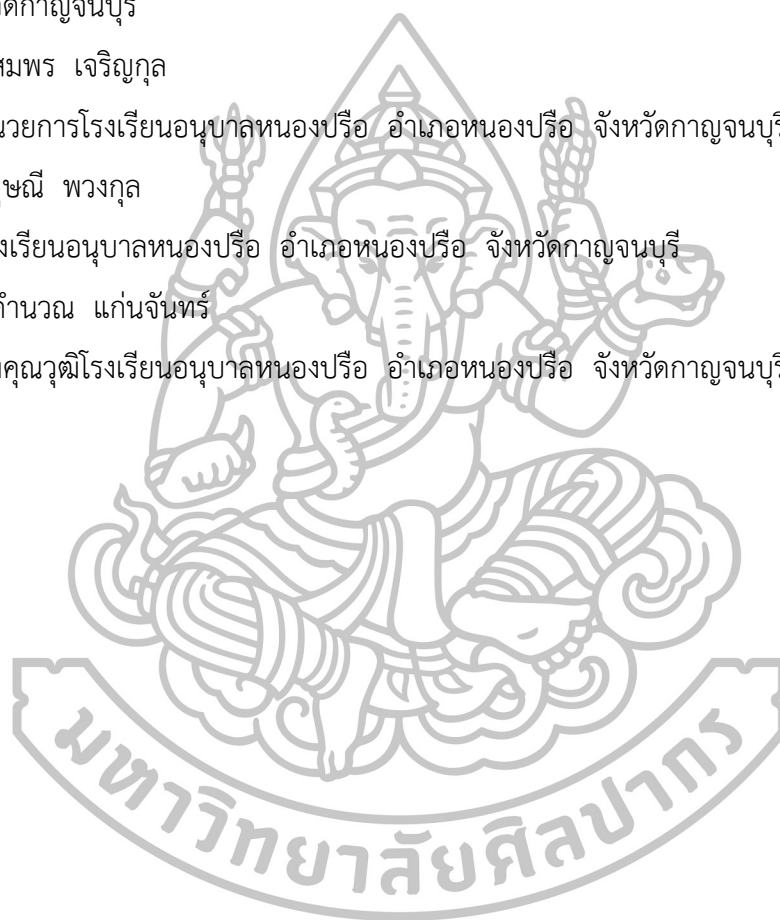 วัดกาญจนบุรี
สมพร เจริญกุล
นวยการโรงเรียนอนุบาลหนองปรือ อำเภอหนองปรือ จังหวัดกาญจนบุรี
ษณี พวงกุล
งเรียนอนุบาลหนองปรือ อำเภอหนองปรือ จังหวัดกาญจนบุรี
คำนวณ แก่นจันทร์
คุณวุฒิโรงเรียนอนุบาลหนองปรือ อำเภอหนองปรือ จังหวัดกาญจนบุรี
มหาวิทยาลัยศิลปากร